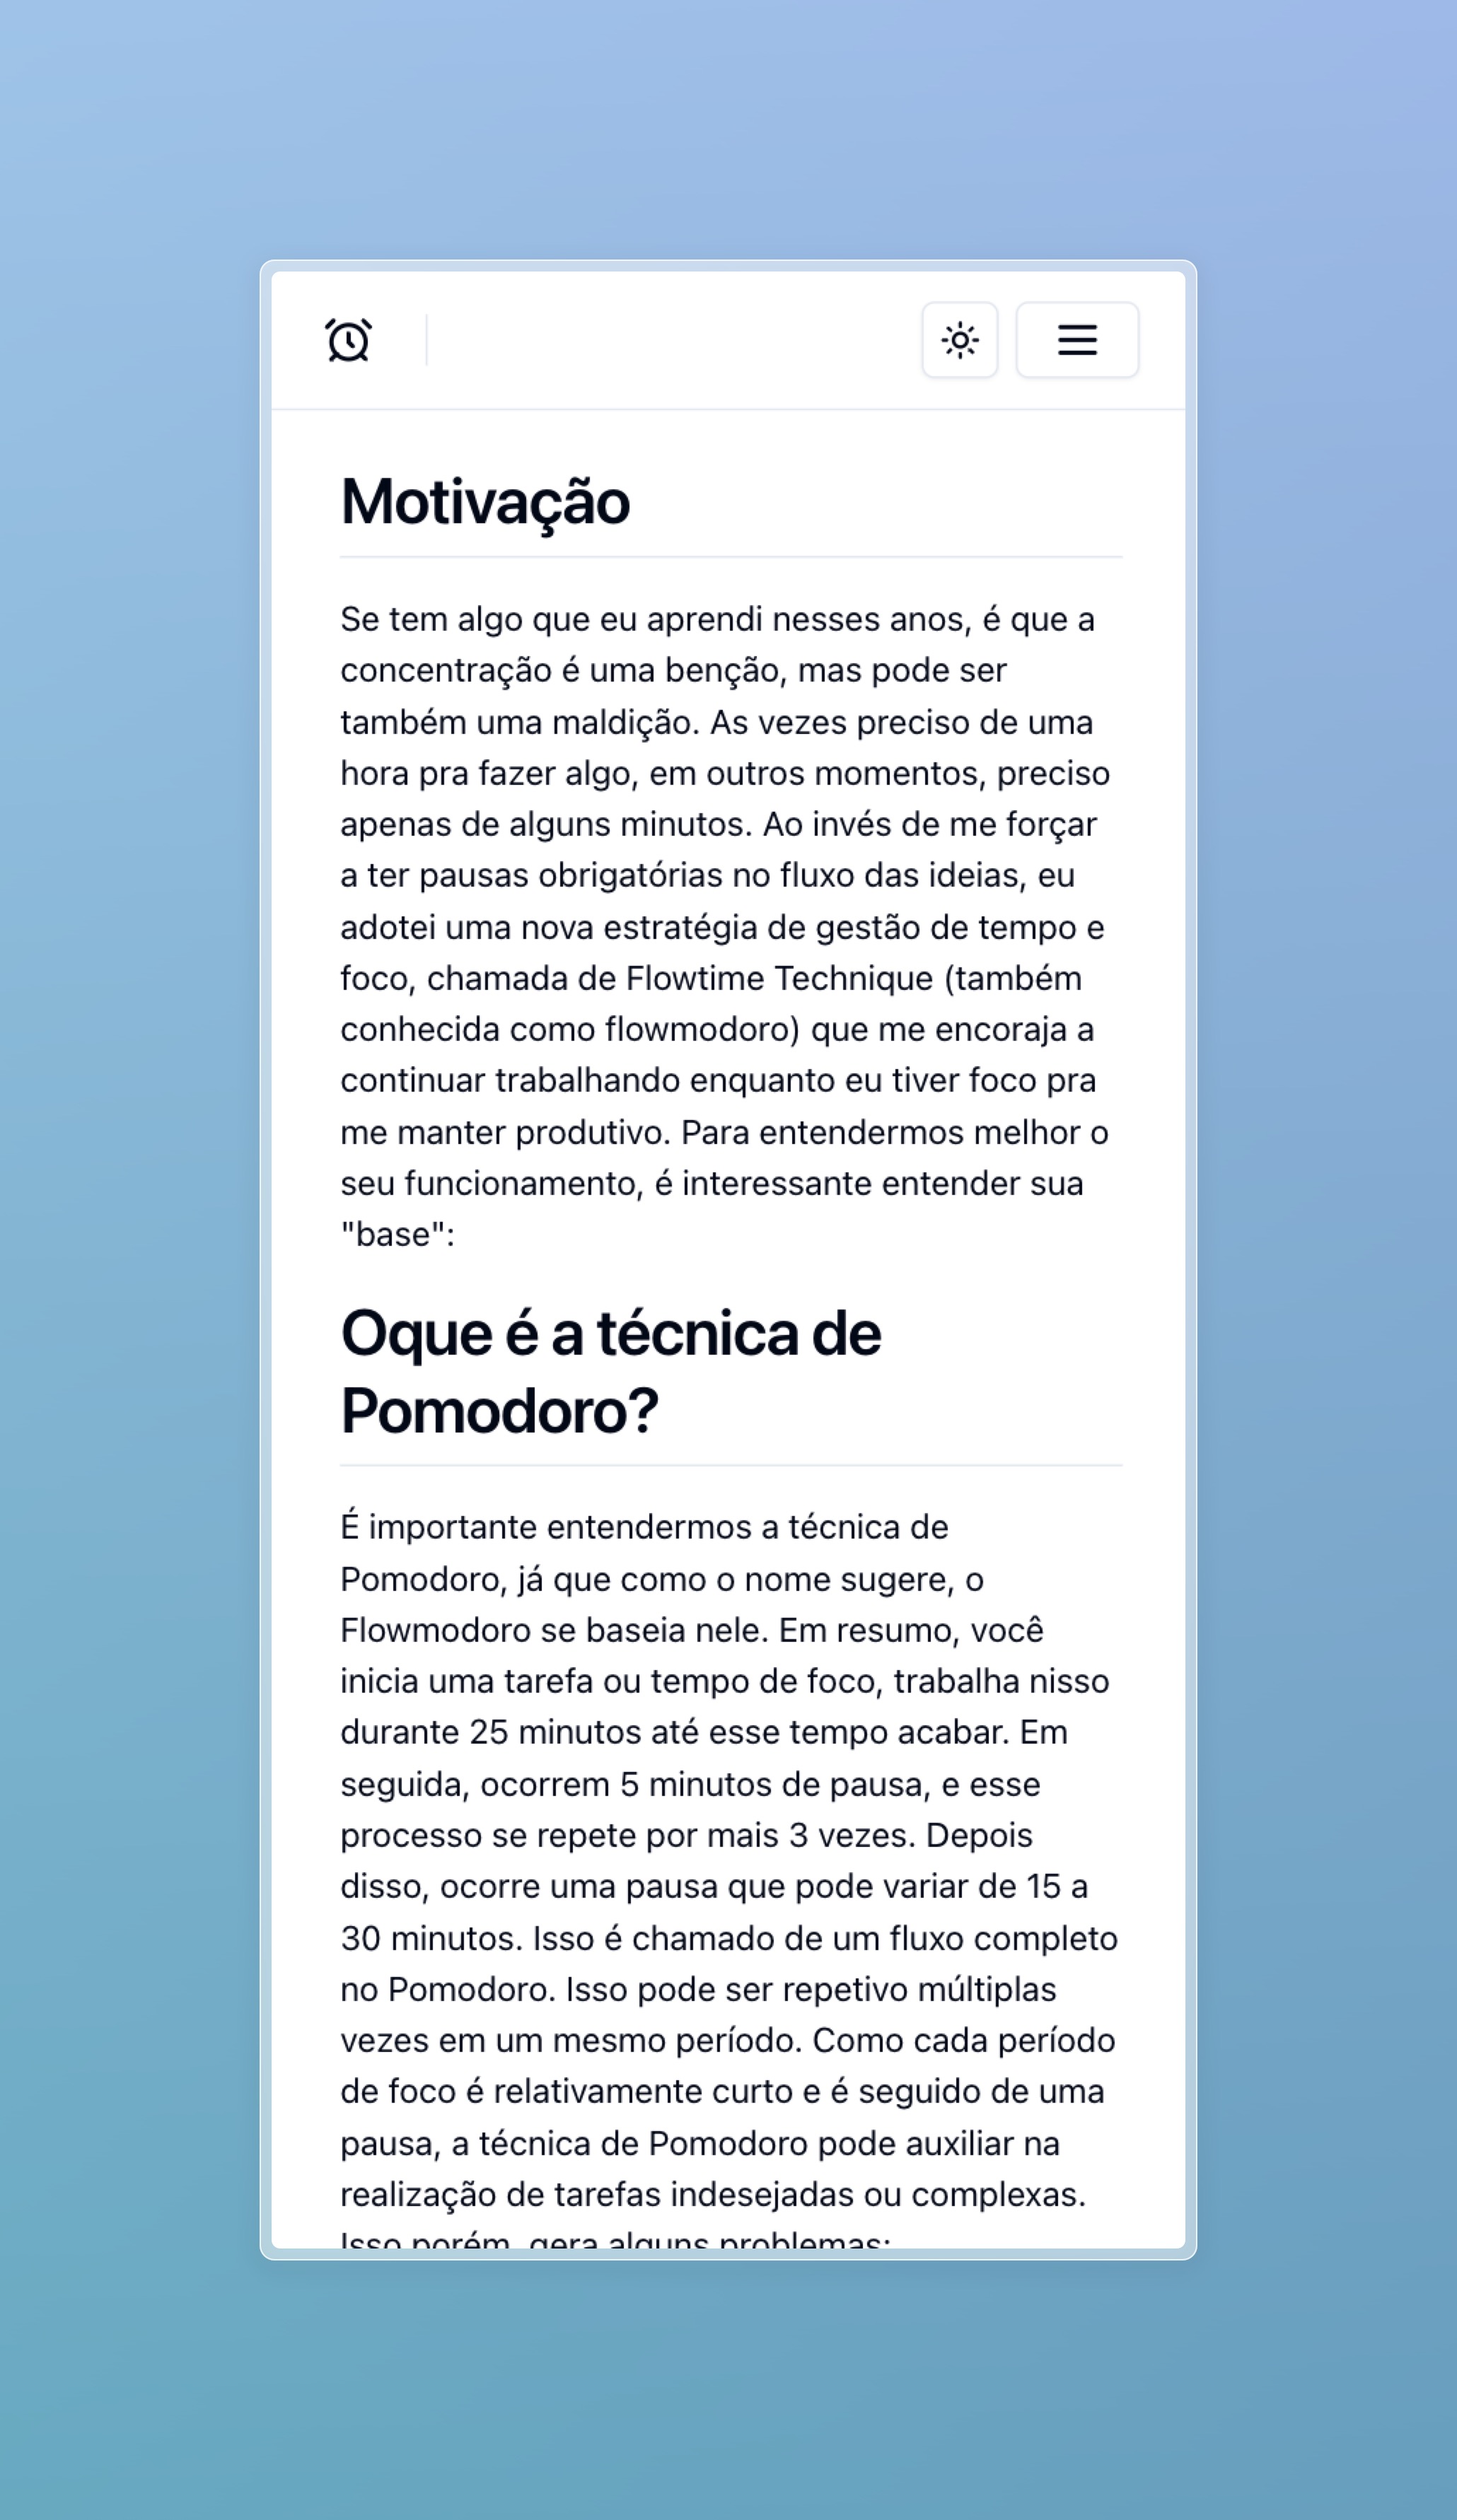 Motivação
Se tem algo que eu aprendi nesses anos, é que a
concentração é uma benção, mas pode ser
também uma maldição. As vezes preciso de uma
hora pra fazer algo, em outros momentos, preciso
apenas de alguns minutos. Ao invés de me forçar
a ter pausas obrigatórias no fluxo das ideias, eu
adotei uma nova estratégia de gestão de tempo e
foco, chamada de Flowtime Technique (também
conhecida como flowmodoro) que me encoraja a
continuar trabalhando enquanto eu tiver foco pra
me manter produtivo. Para entendermos melhor o
seu funcionamento, é interessante entender sua
"base":
Oque é a técnica de
Pomodoro?
É importante entendermos a técnica de
Pomodoro, já que como o nome sugere, o
Flowmodoro se baseia nele. Em resumo, você
inicia uma tarefa ou tempo de foco, trabalha nisso
durante 25 minutos até esse tempo acabar. Em
seguida, ocorrem 5 minutos de pausa, e esse
processo se repete por mais 3 vezes. Depois
disso, ocorre uma pausa que pode variar de 15 a
30 minutos. Isso é chamado de um fluxo completo
no Pomodoro. Isso pode ser repetivo múltiplas
vezes em um mesmo período. Como cada período
de foco é relativamente curto e é seguido de uma
pausa, a técnica de Pomodoro pode auxiliar na
realização de tarefas indesejadas ou complexas.
Isso porém, gera alguns problemas: